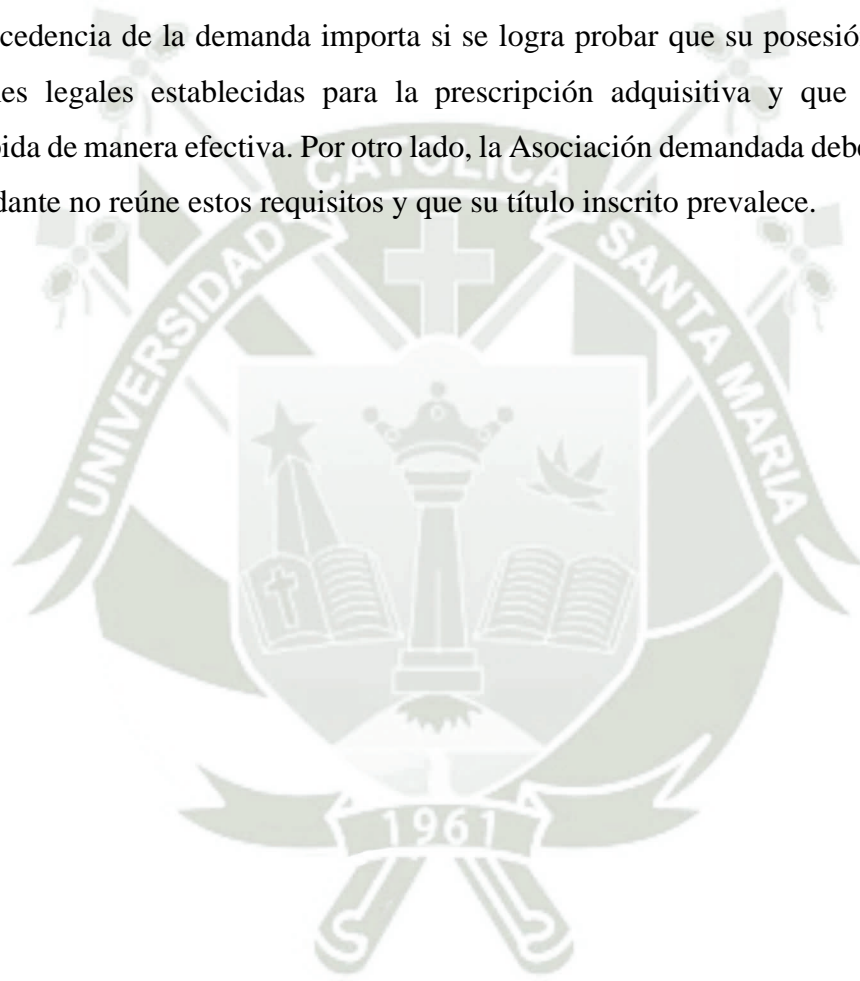 cedencia de la demanda importa si se logra probar que su posesió
nes legales establecidas para la prescripción adquisitiva y que
pida de manera efectiva. Por otro lado, la Asociación demandada debe
dante no reúne estos requisitos y que su título inscrito prevalece.
UNIVERSIDAD CATOLICA SANTA MARIA
1961